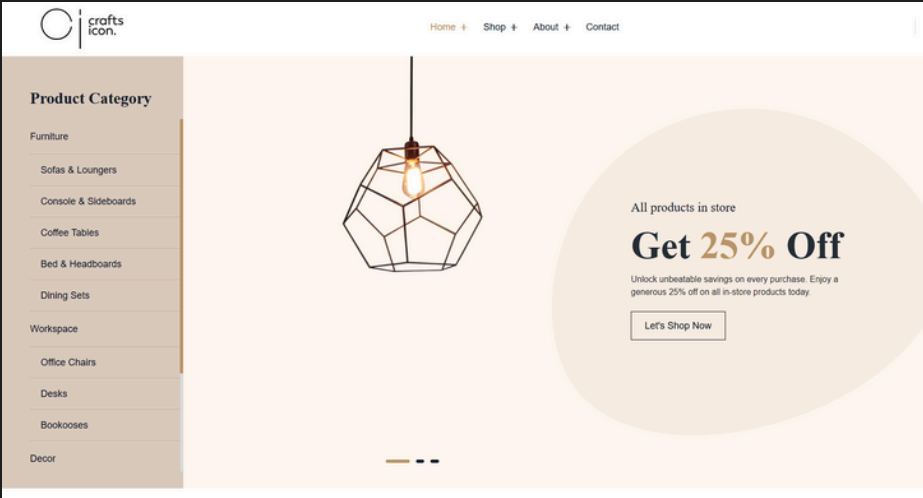 crafts
icon.
Home + Shop + About + Contact
Product Category
Furniture
Sofas & Loungers
Console & Sideboards
Coffee Tables
Bed & Headboards
Dining Sets
Workspace
Office Chairs
Desks
Bookooses
Decor
All products in store
Get 25% Off
Unlock unbeatable savings on every purchase. Enjoy a
generous 25% off on all in-store products today.
Let's Shop Now